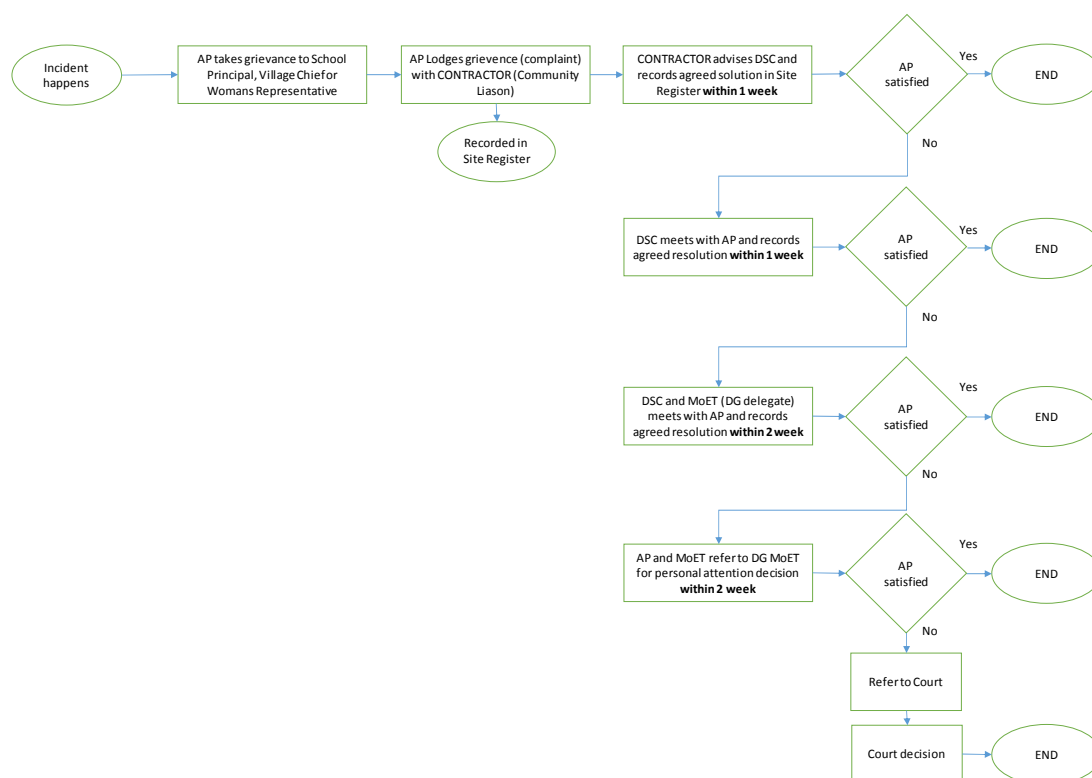 Incident
happens
AP takes grievance to School
Principal, Village Chief or
Womans Representative
AP Lodges grievence (complaint)
with CONTRACTOR (Community
Liason)
CONTRACTOR advises DSC and
records agreed solution in Site
Register within 1 week
AP
satisfied
Yes
END
Recorded in
Site Register
No
DSC meets with AP and records
agreed resolution within 1 week
AP
satisfied
Yes
END
No
DSC and MoET (DG delegate)
meets with AP and records
agreed resolution within 2 week
AP
satisfied
Yes
END
No
AP and MoET refer to DG MoET
for personal attention decision
within 2 week
AP
satisfied
Yes
END
No
Refer to Court
Court decision
END